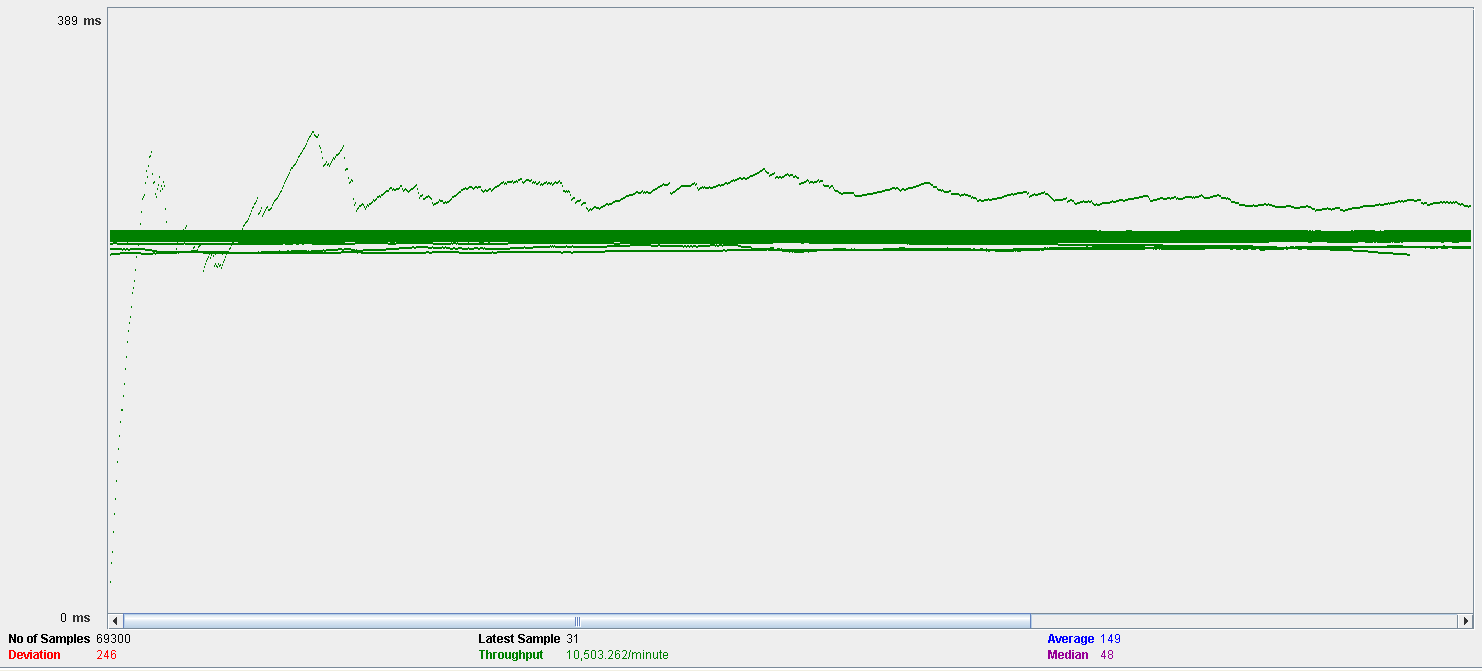 389 ms
0 ms
No of Samples 69300 Latest Sample 31 Average 149
Deviation 246 Throughput 10,503.262/minute Median 48